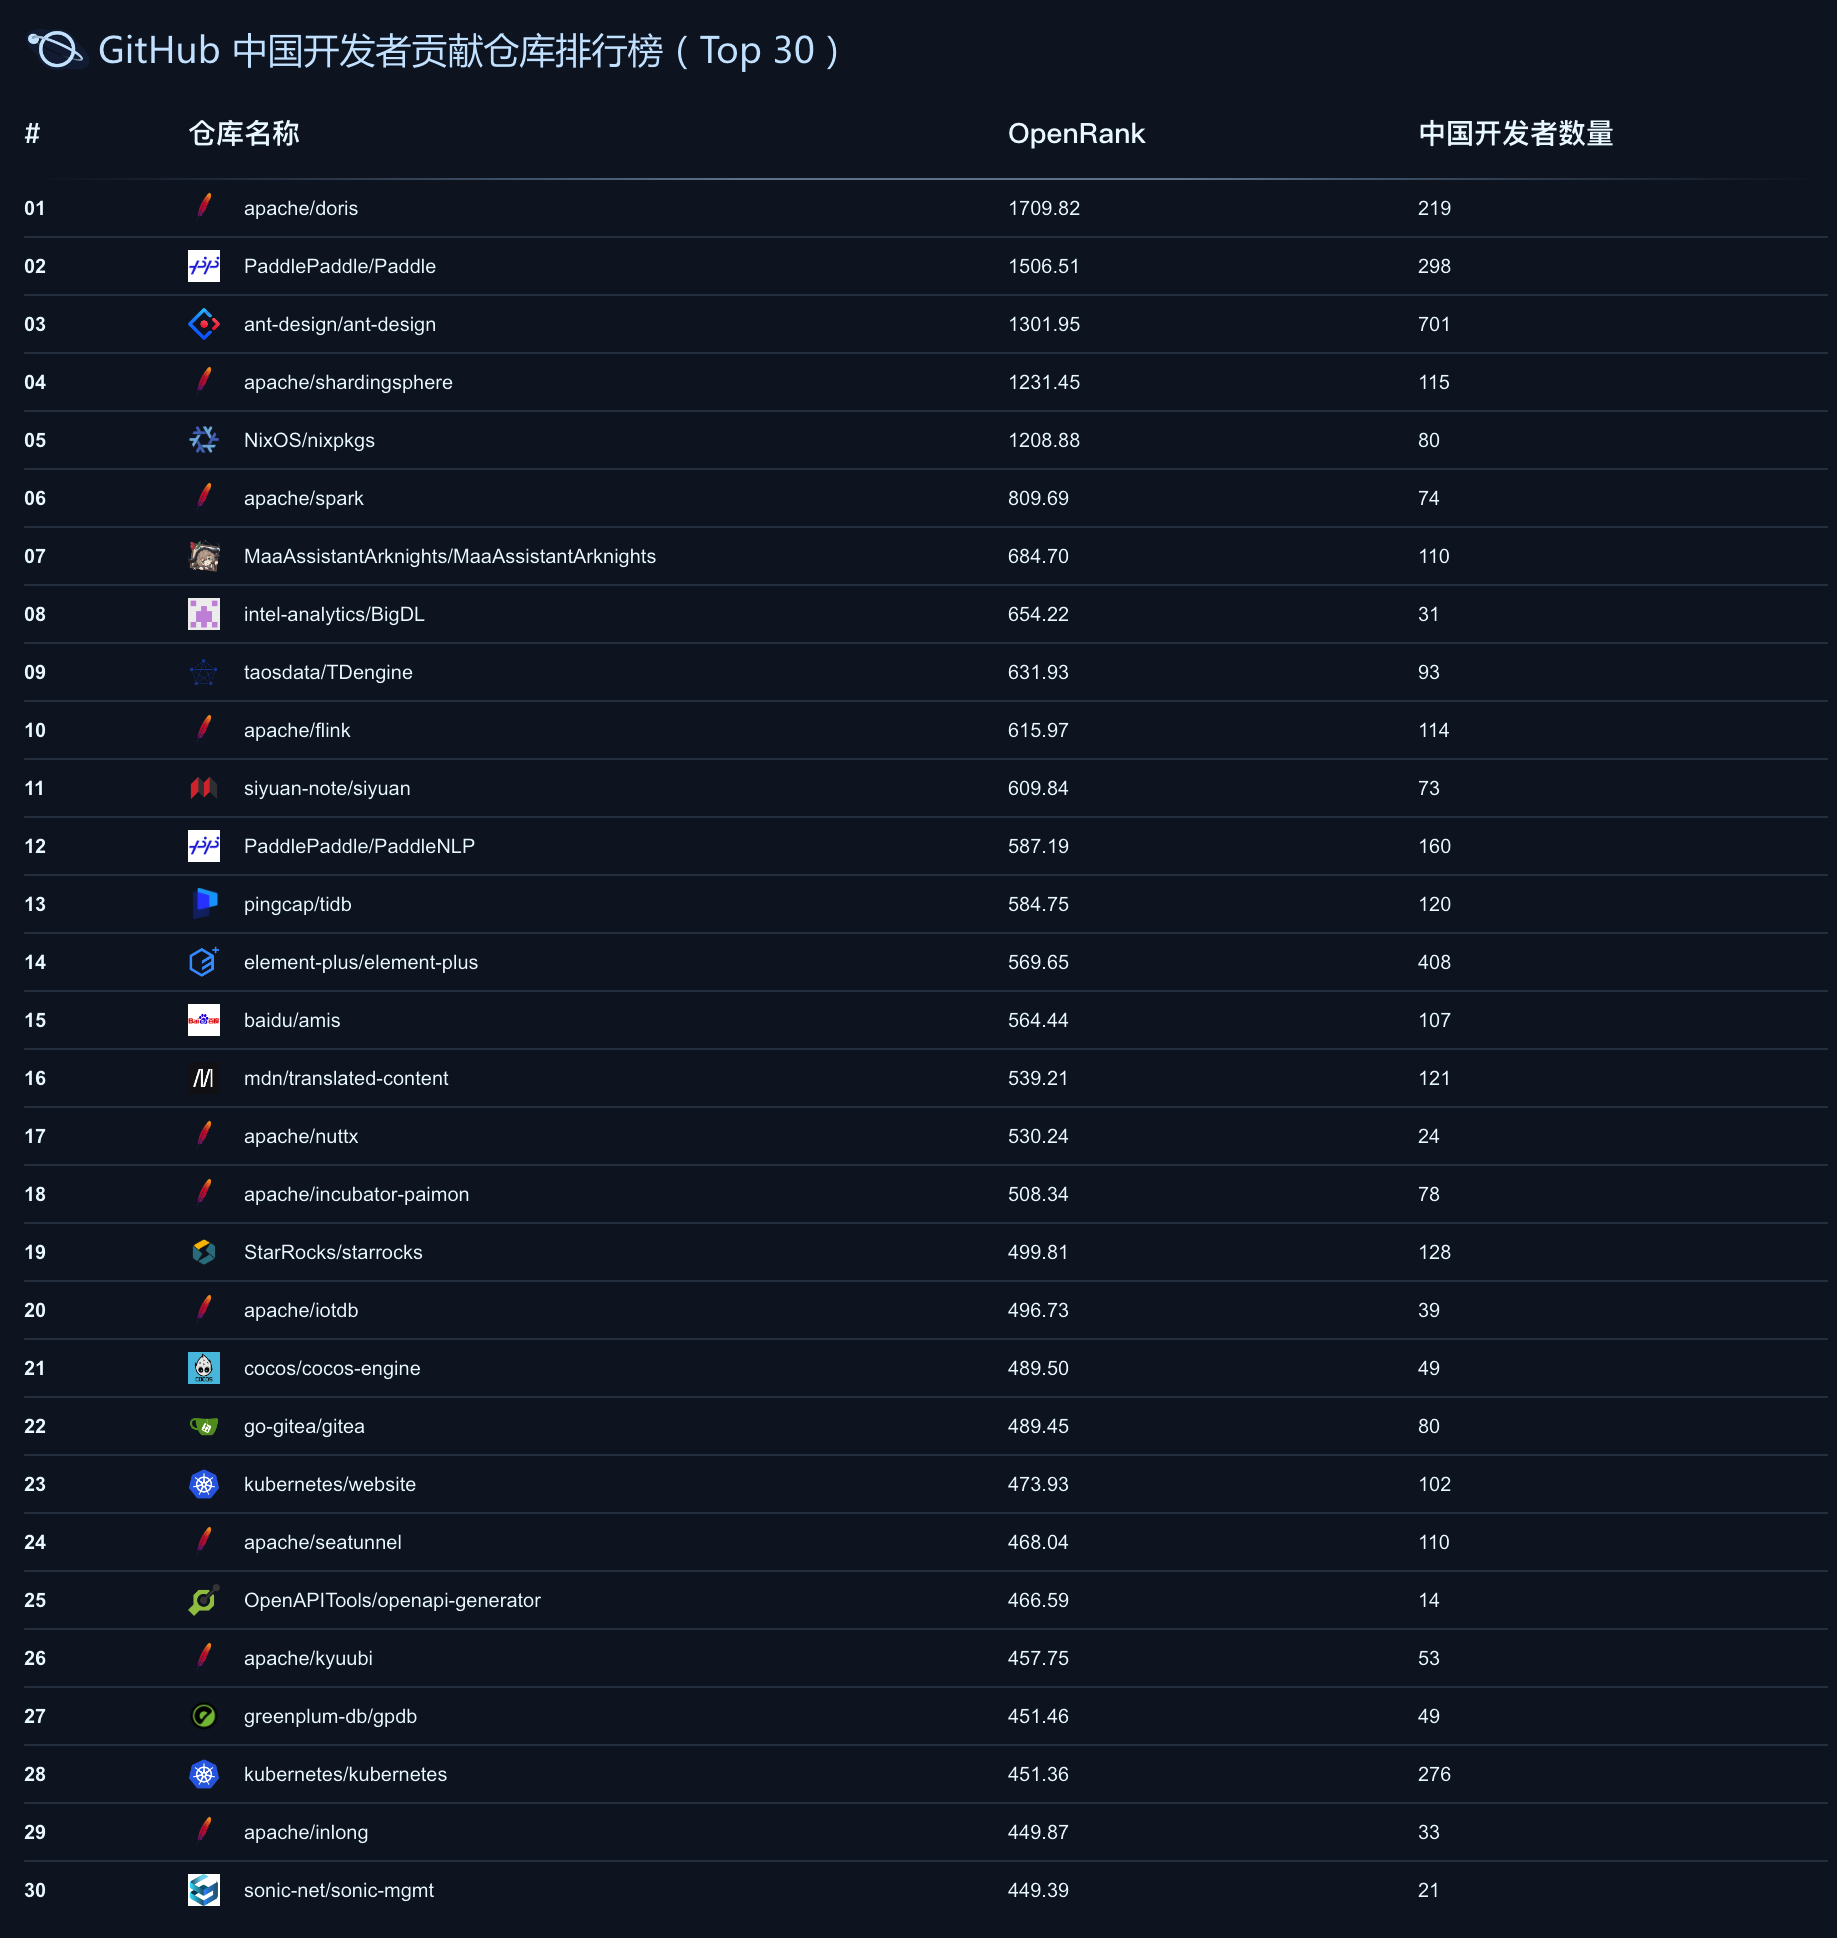 GitHub 中国开发者贡献仓库排行榜（Top 30）
# 仓库名称 OpenRank 中国开发者数量
01 apache/doris 1709.82 219
02 PaddlePaddle/Paddle 1506.51 298
03 ant-design/ant-design 1301.95 701
04 apache/shardingsphere 1231.45 115
05 NixOS/nixpkgs 1208.88 80
06 apache/spark 809.69 74
07 MaaAssistantArknights/MaaAssistantArknights 684.70 110
08 intel-analytics/BigDL 654.22 31
09 taosdata/TDengine 631.93 93
10 apache/flink 615.97 114
11 siyuan-note/siyuan 609.84 73
12 PaddlePaddle/PaddleNLP 587.19 160
13 pingcap/tidb 584.75 120
14 element-plus/element-plus 569.65 408
15 baidu/amis 564.44 107
16 mdn/translated-content 539.21 121
17 apache/nuttx 530.24 24
18 apache/incubator-paimon 508.34 78
19 StarRocks/starrocks 499.81 128
20 apache/iotdb 496.73 39
21 cocos/cocos-engine 489.50 49
22 go-gitea/gitea 489.45 80
23 kubernetes/website 473.93 102
24 apache/seatunnel 468.04 110
25 OpenAPITools/openapi-generator 466.59 14
26 apache/kyuubi 457.75 53
27 greenplum-db/gpdb 451.46 49
28 kubernetes/kubernetes 451.36 276
29 apache/inlong 449.87 33
30 sonic-net/sonic-mgmt 449.39 21